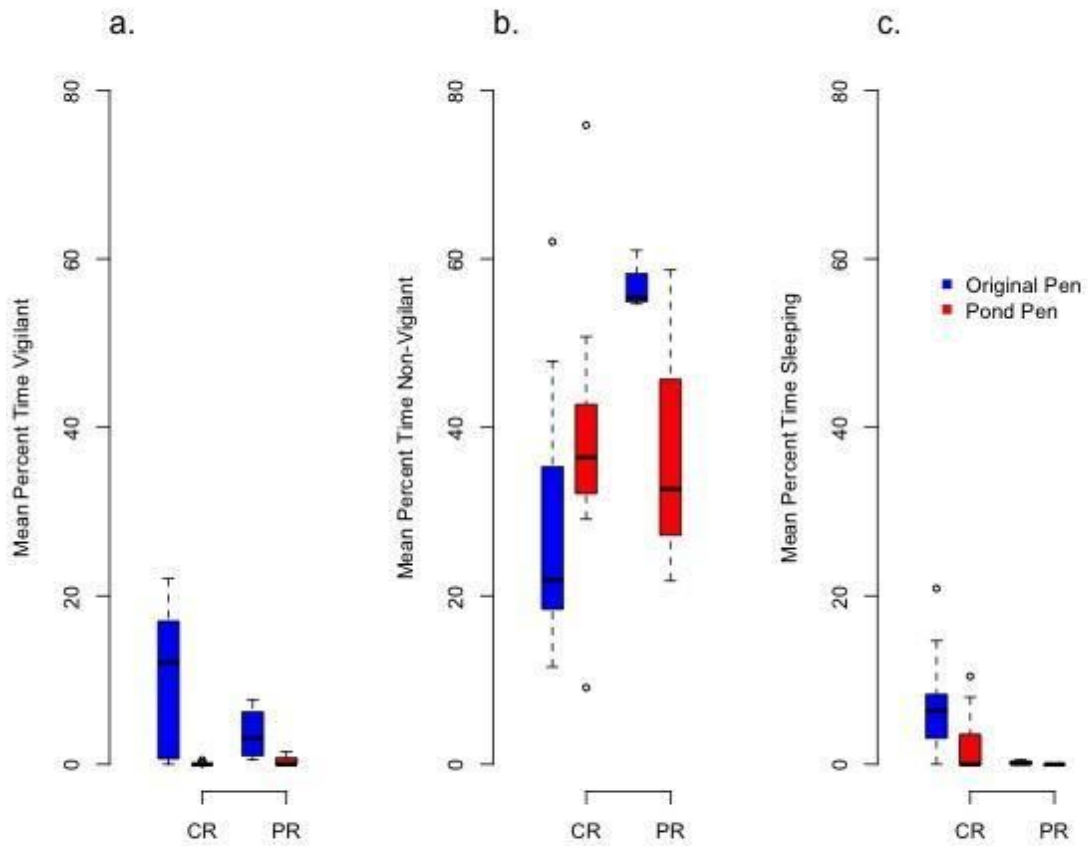 a.
Mean Percent Time Vigilant
80
60
40
20
0
CR PR
b.
Mean Percent Time Non-Vigilant
80
60
40
20
0
CR PR
c.
Mean Percent Time Sleeping
80
60
40
20
0
Original Pen
Pond Pen
CR PR